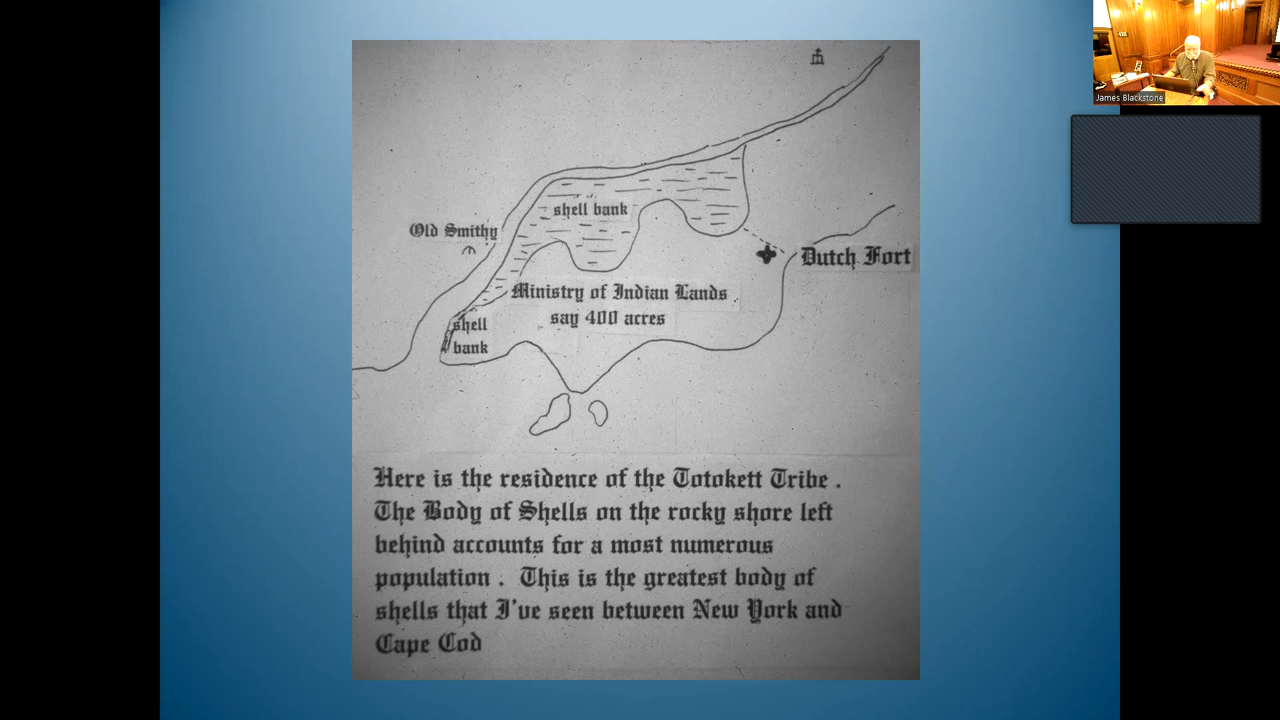 James Blackstone
shell bank
Old Smithy
Dutch Fort
Ministry of Indian Lands
say 400 acres
shell
bank
Here is the residence of the Totokett Tribe .
The Body of Shells on the rocky shore left
behind accounts for a most numerous
population . This is the greatest body of
shells that I've seen between New York and
Cape Cod